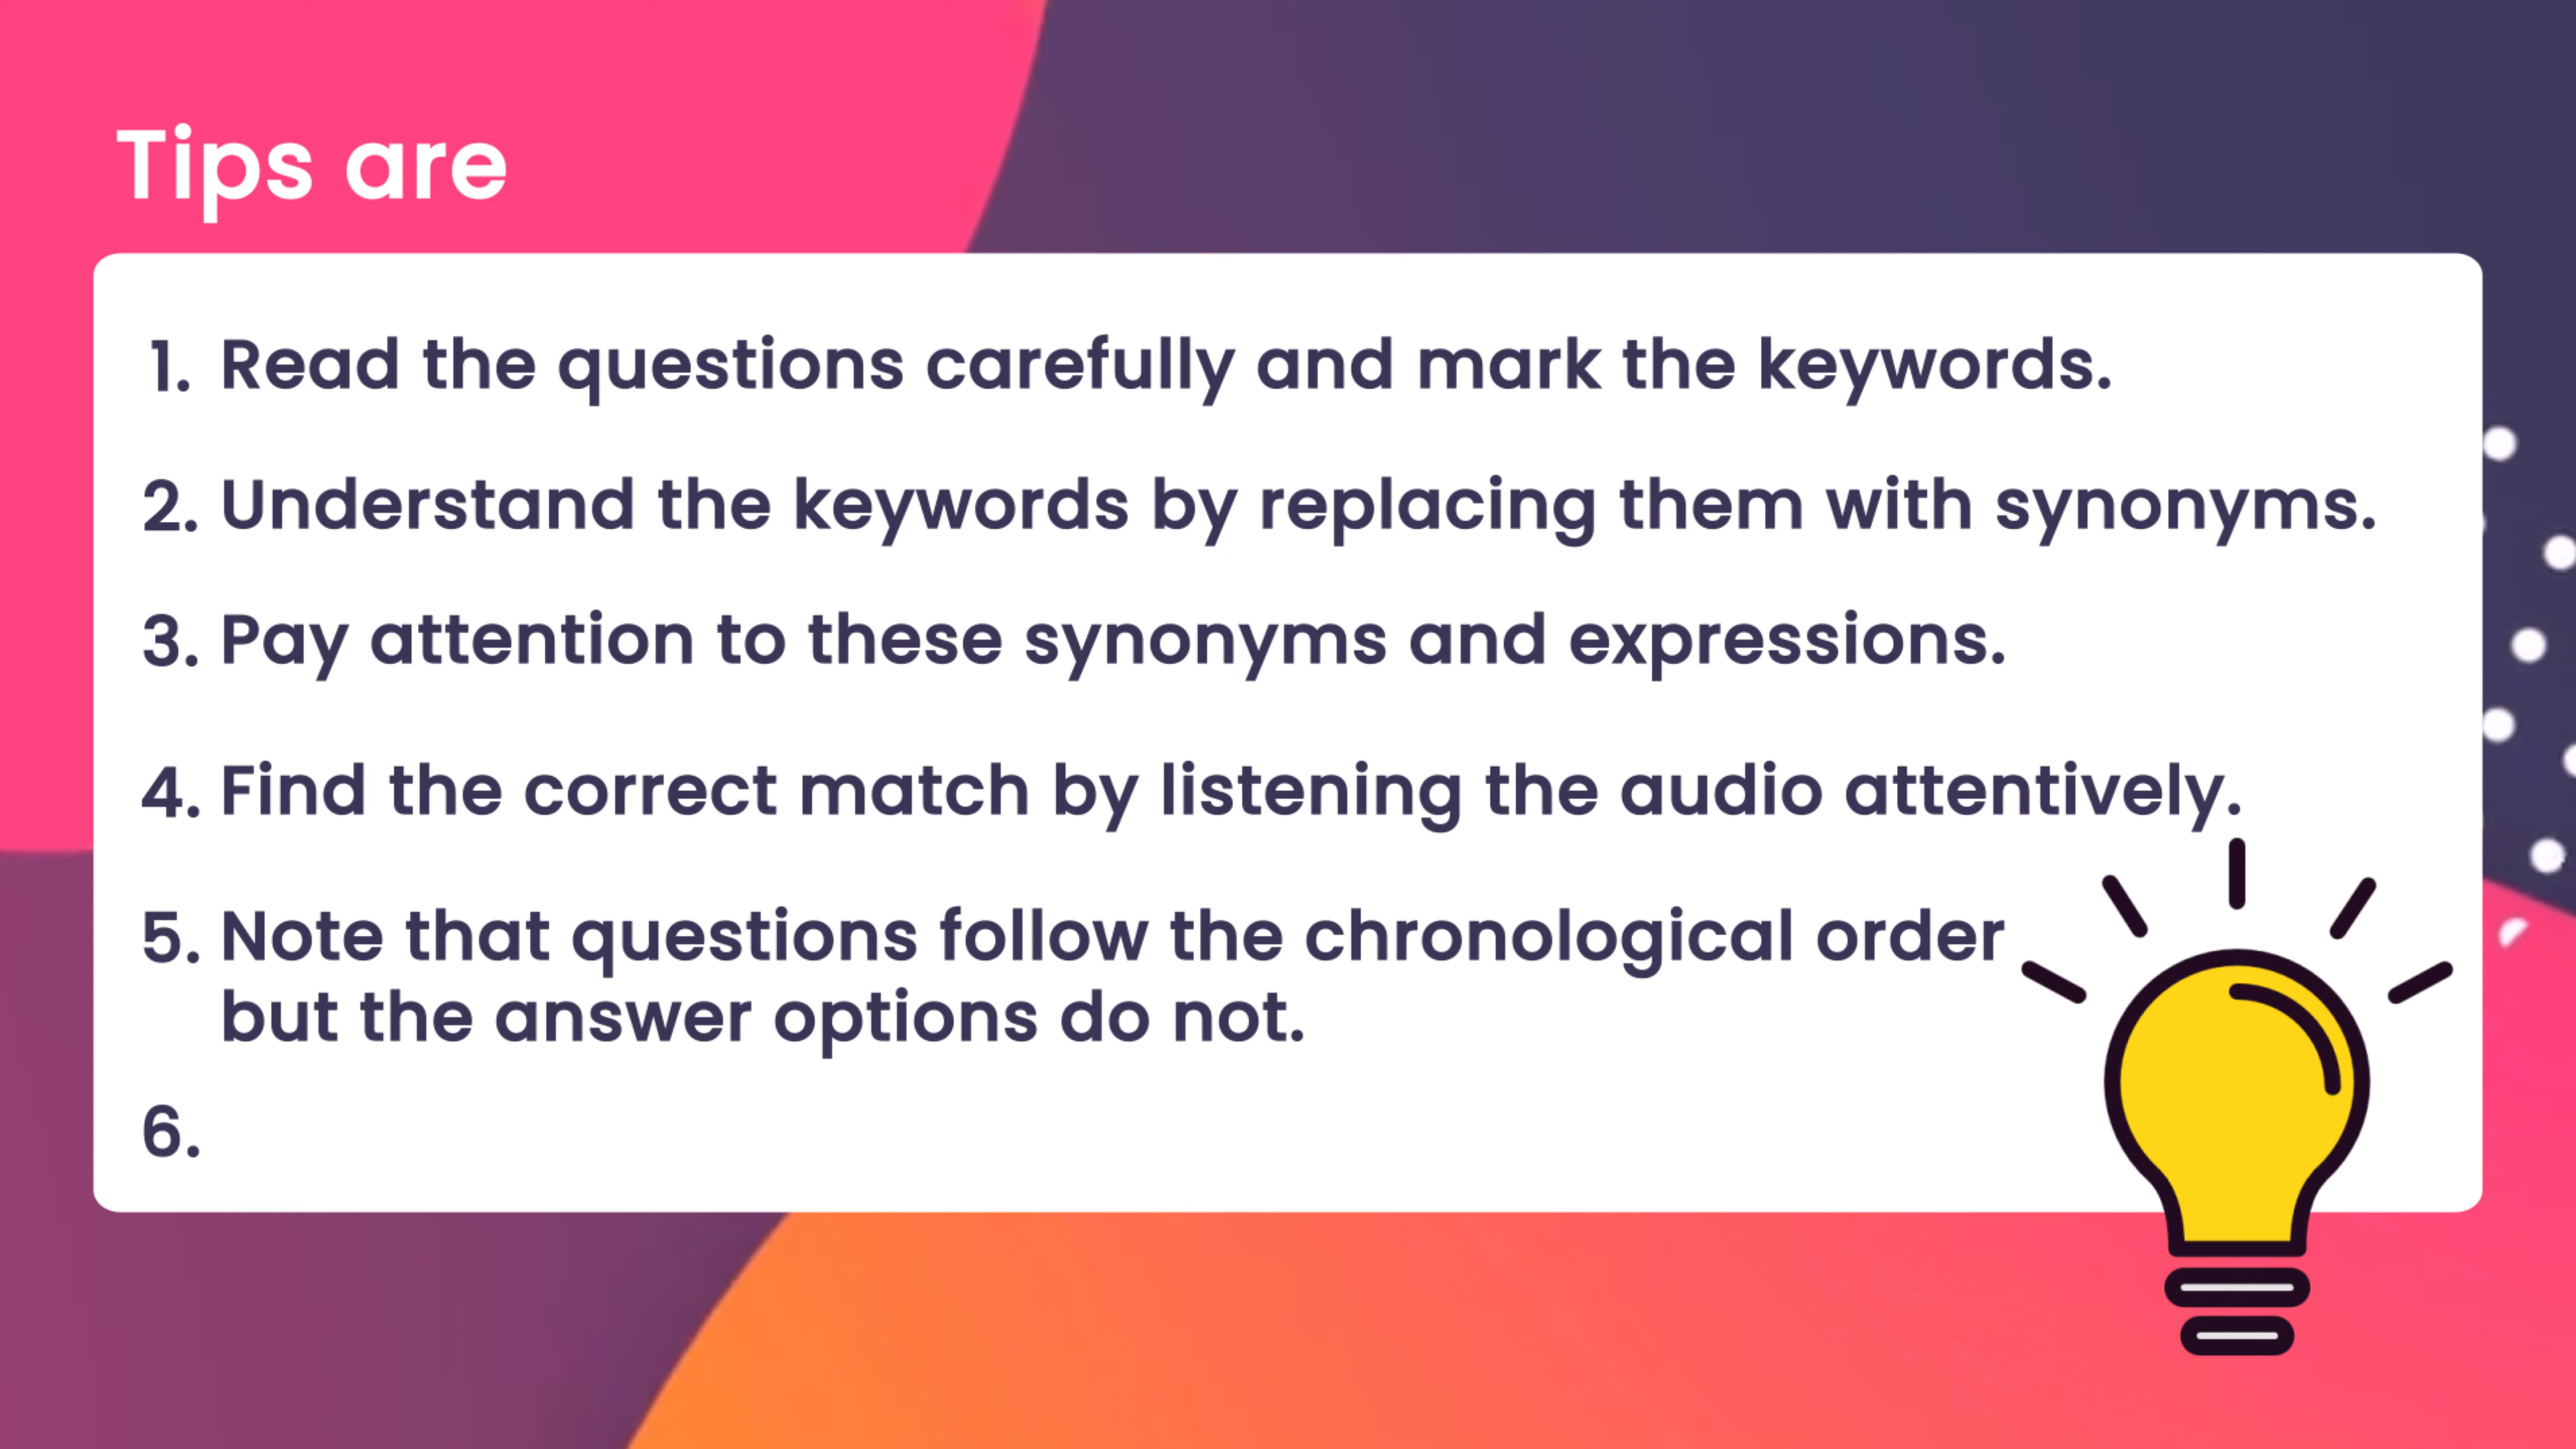 Tips are
1. Read the questions carefully and mark the keywords.
2. Understand the keywords by replacing them with synonyms.
3. Pay attention to these synonyms and expressions.
4. Find the correct match by listening the audio attentively.
5. Note that questions follow the chronological order
but the answer options do not.
6.